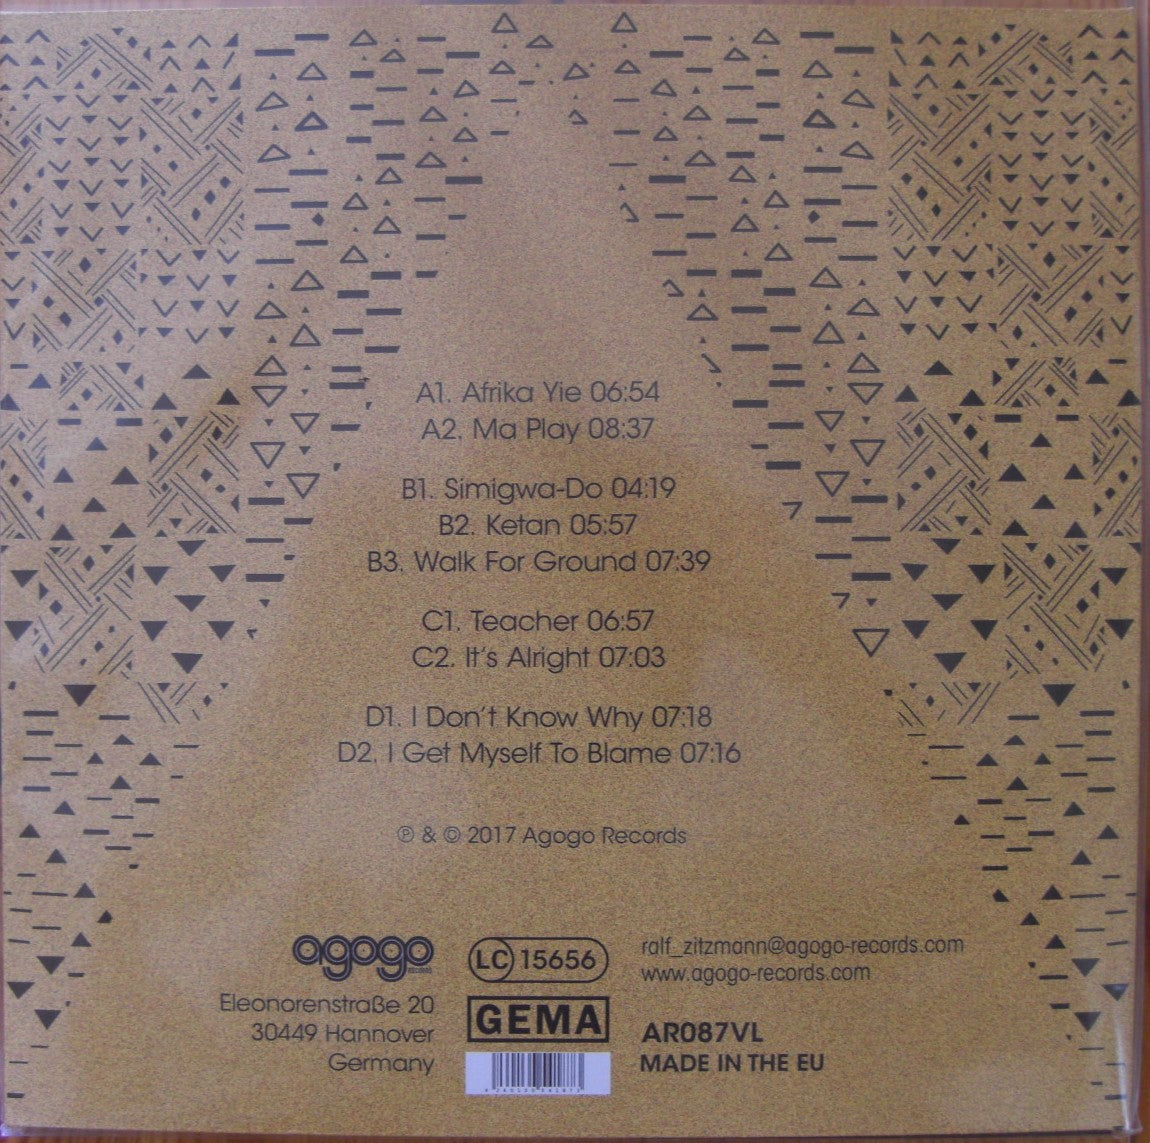 A1. Afrika Yie 06:54
A2. Ma Play 08:37
B1. Simigwa-Do 04:19
B2. Ketan 05:57
B3. Walk For Ground 07:39
C1. Teacher 06:57
C2. It's Alright 07:03
D1. I Don't Know Why 07:18
D2. I Get Myself To Blame 07:16
℗ & © 2017 Agogo Records
agogo
RECORDS
Eleonorenstraße 20
30449 Hannover
Germany
LC 15656
GEMA
ralf_zitzmann@agogo-records.com
www.agogo-records.com
AR087VL
MADE IN THE EU